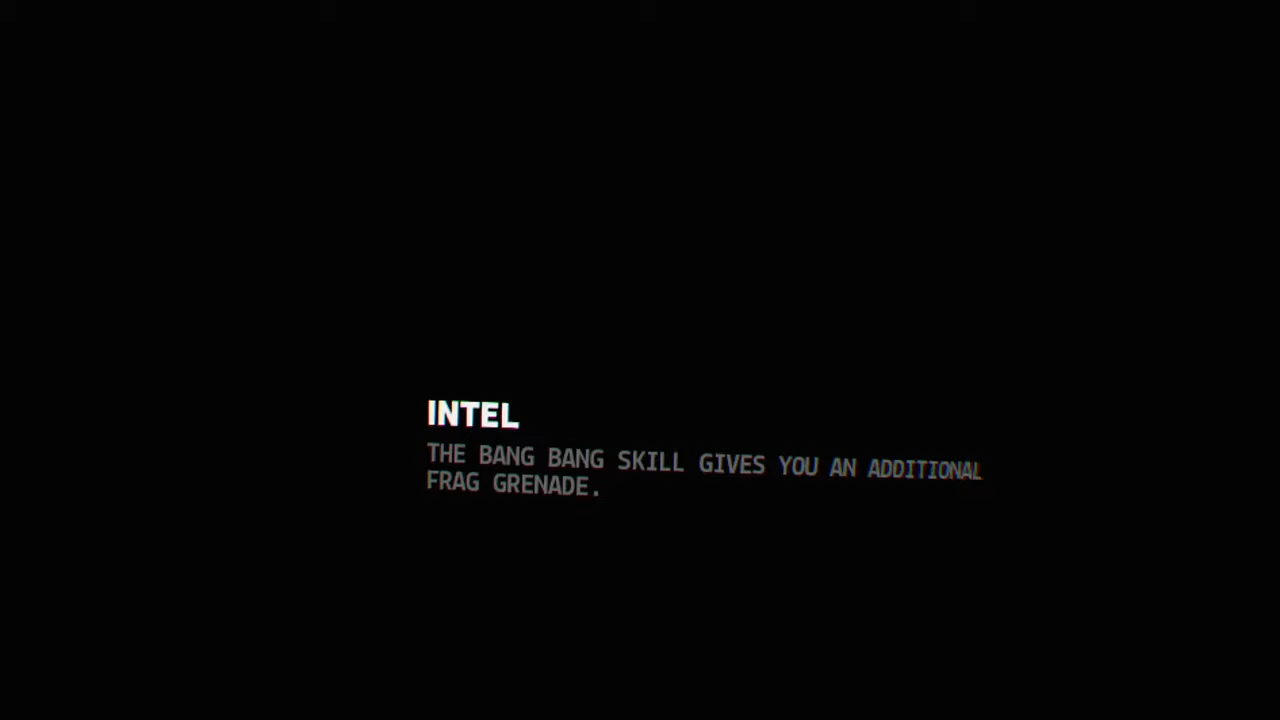 INTEL
THE BANG BANG SKILL GIVES YOU AN ADDITIONAL
FRAG GRENADE.